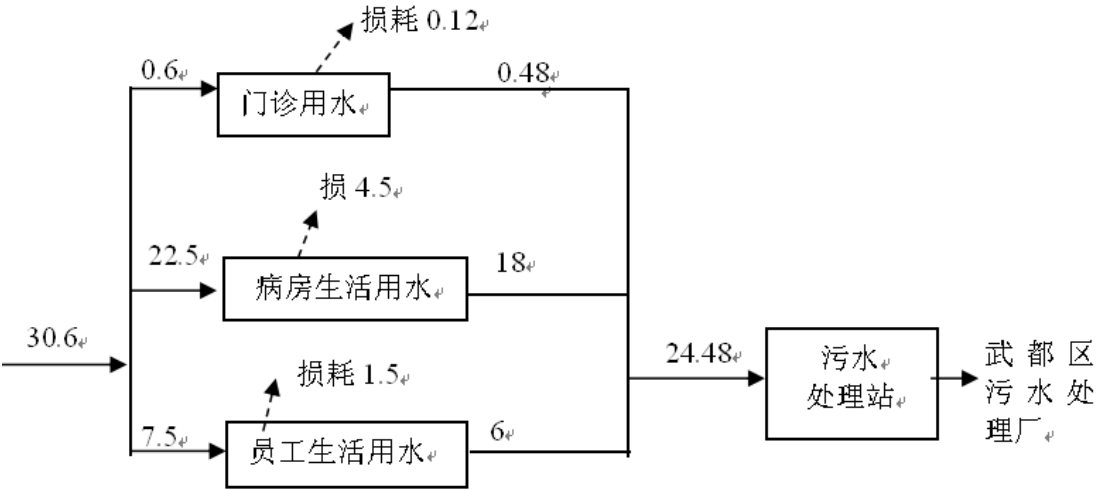 损耗 0.12
0.6
门诊用水
0.48
损 4.5
22.5
病房生活用水
18
30.6
损耗 1.5
7.5
员工生活用水
6
24.48
污水
处理站
武都区
污水处
理厂